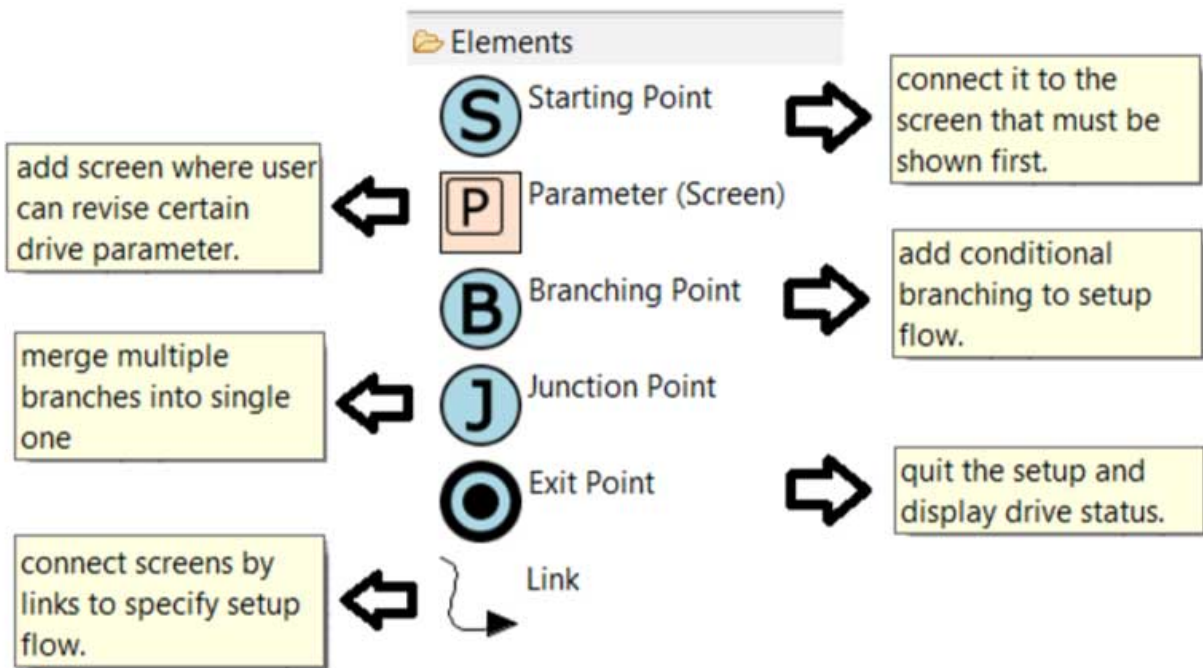 Elements
S
Starting Point
connect it to the
screen that must be
shown first.
add screen where user
can revise certain
drive parameter.
P
Parameter (Screen)
B
Branching Point
add conditional
branching to setup
flow.
merge multiple
branches into single
one
J
Junction Point
Exit Point
quit the setup and
display drive status.
connect screens by
links to specify setup
flow.
Link